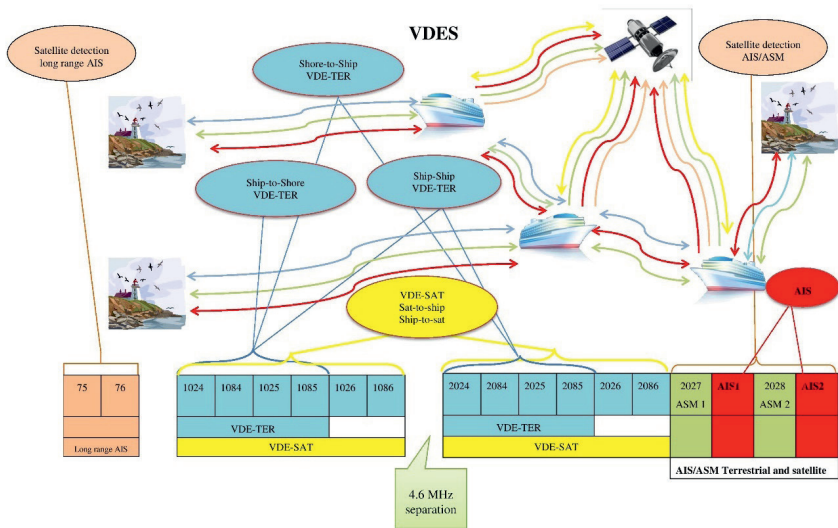 VDES
Satellite detection
long range AIS
Shore-to-Ship
VDE-TER
Satellite detection
AIS/ASM
Ship-to-Shore
VDE-TER
Ship-Ship
VDE-TER
VDE-SAT
Sat-to-ship
Ship-to-sat
AIS
75 76
Long range AIS
1024 1084 1025 1085 1026 1086
VDE-TER
VDE-SAT
2024 2084 2025 2085 2026 2086
VDE-TER
VDE-SAT
2027 AIS1 2028 AIS2
ASM 1 ASM 2
AIS/ASM Terrestrial and satellite
4.6 MHz
separation